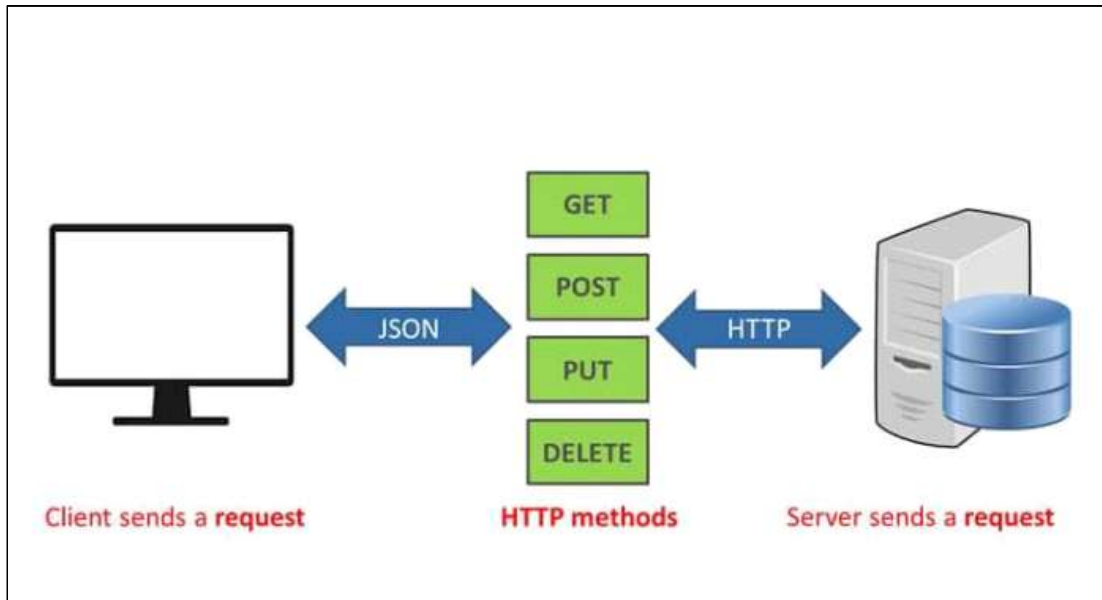 GET
POST
JSON
HTTP
PUT
DELETE
Client sends a request
HTTP methods
Server sends a request